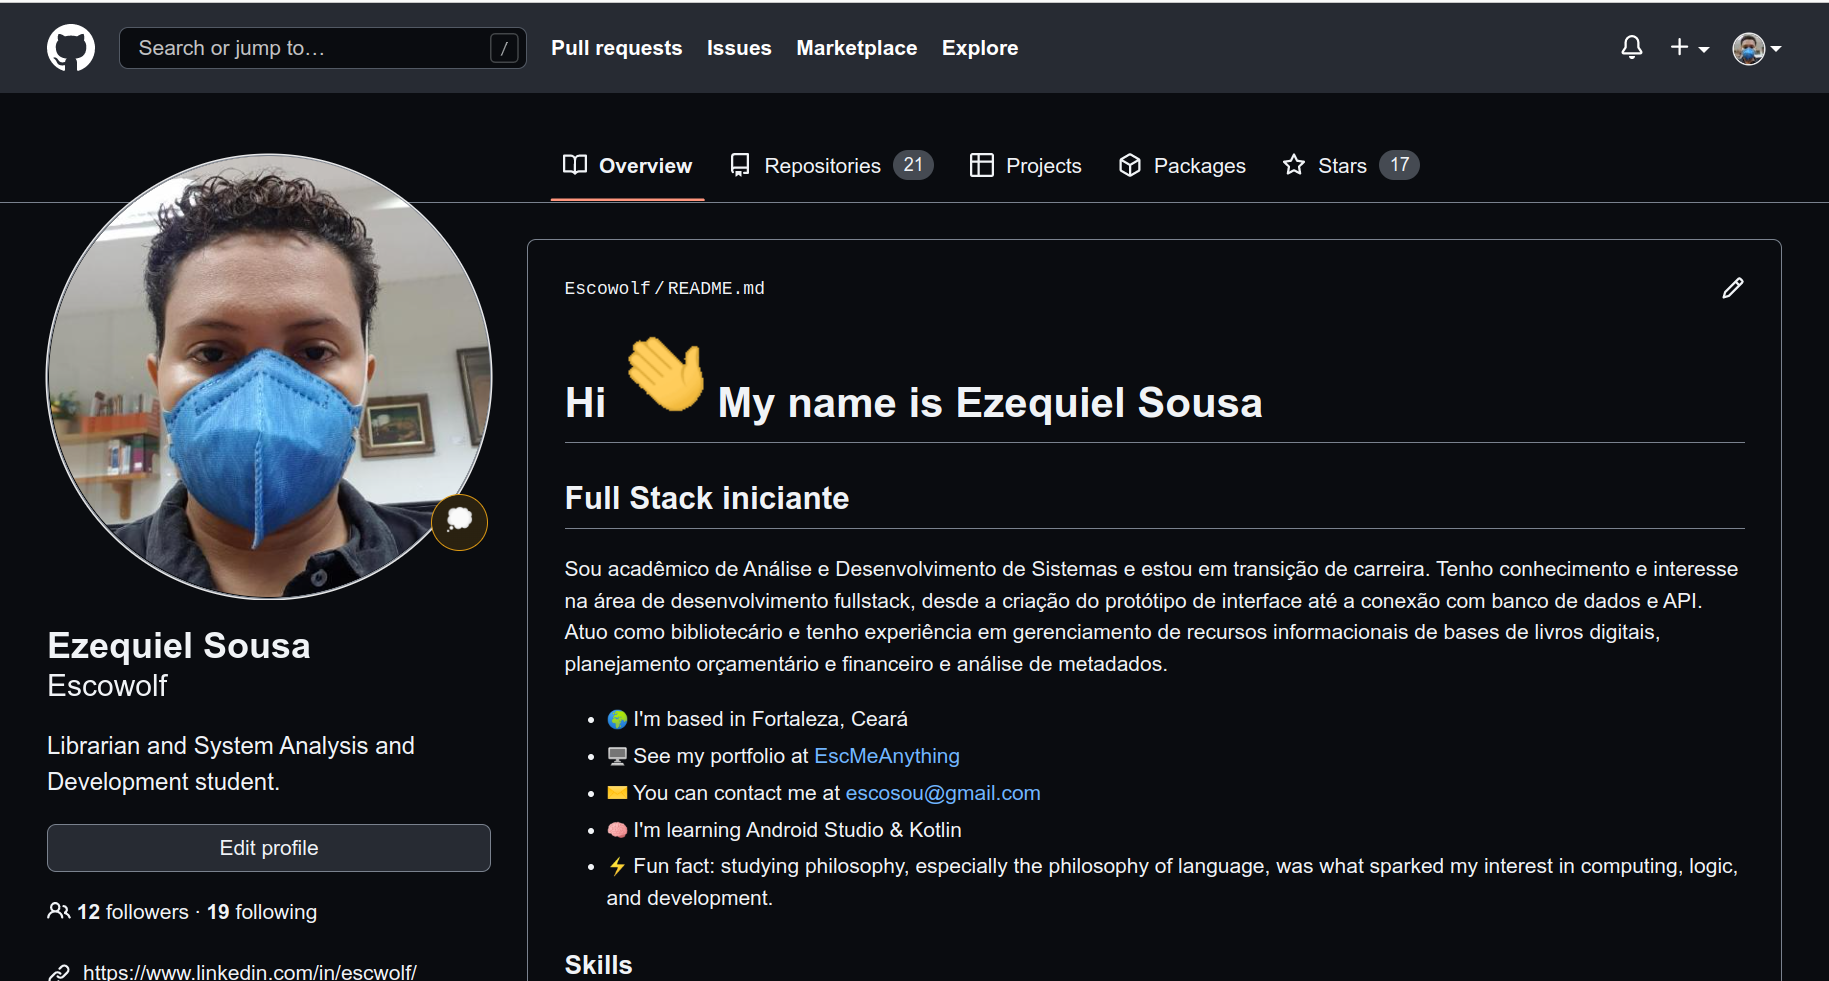 Search or jump to…
/
Pull requests
Issues
Marketplace
Explore
Overview
Repositories 21
Projects
Packages
Stars 17
Ezequiel Sousa
Escowolf
Librarian and System Analysis and
Development student.
Edit profile
12 followers · 19 following
https://www.linkedin.com/in/escwolf/
Escowolf/README.md
Hi 👋 My name is Ezequiel Sousa
Full Stack iniciante
Sou acadêmico de Análise e Desenvolvimento de Sistemas e estou em transição de carreira. Tenho conhecimento e interesse
na área de desenvolvimento fullstack, desde a criação do protótipo de interface até a conexão com banco de dados e API.
Atuo como bibliotecário e tenho experiência em gerenciamento de recursos informacionais de bases de livros digitais,
planejamento orçamentário e financeiro e análise de metadados.
• 🌍 I'm based in Fortaleza, Ceará
• 🖥️ See my portfolio at EscMeAnything
• ✉️ You can contact me at escosou@gmail.com
• 🧠 I'm learning Android Studio & Kotlin
• ⚡ Fun fact: studying philosophy, especially the philosophy of language, was what sparked my interest in computing, logic,
and development.
Skills